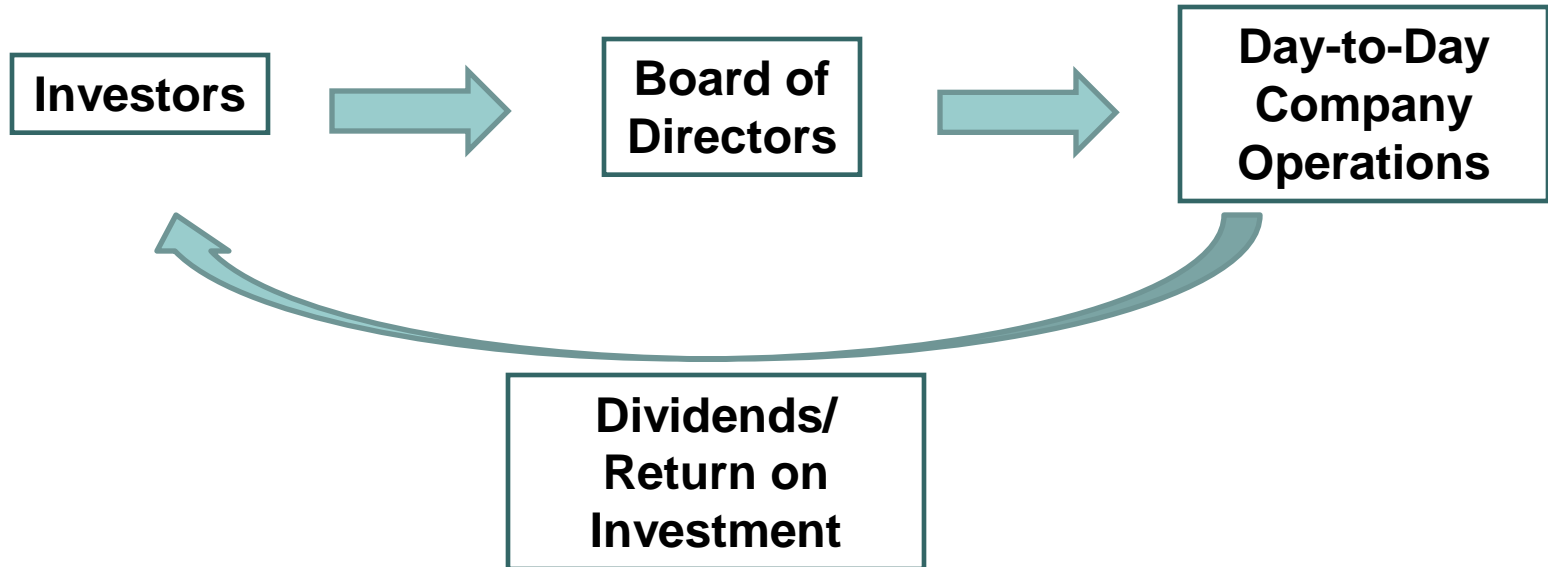 Investors
Board of
Directors
Day-to-Day
Company
Operations
Dividends/
Return on
Investment